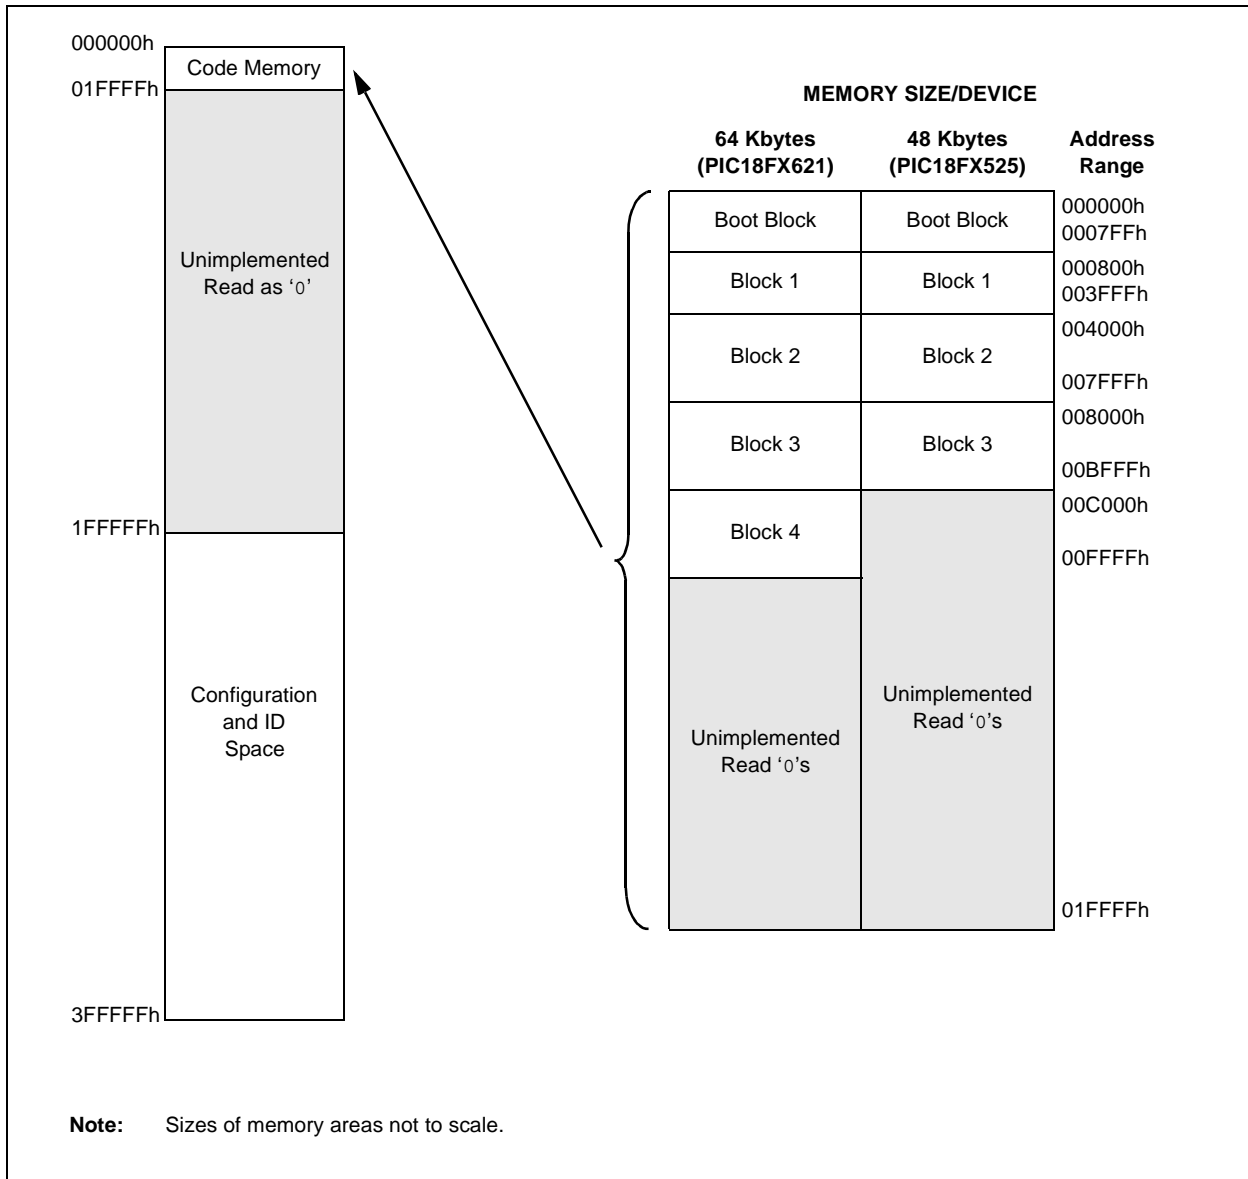 000000h
Code Memory
01FFFFh
Unimplemented
Read as ‘0’
1FFFFFh
Configuration
and ID
Space
3FFFFFh
MEMORY SIZE/DEVICE
64 Kbytes
(PIC18FX621)
48 Kbytes
(PIC18FX525)
Address
Range
Boot Block
Boot Block
000000h
0007FFh
Block 1
Block 1
000800h
003FFFh
Block 2
Block 2
004000h
007FFFh
Block 3
Block 3
008000h
00BFFFh
Block 4
00C000h
00FFFFh
Unimplemented
Read ‘0’s
Unimplemented
Read ‘0’s
01FFFFh
Note: Sizes of memory areas not to scale.